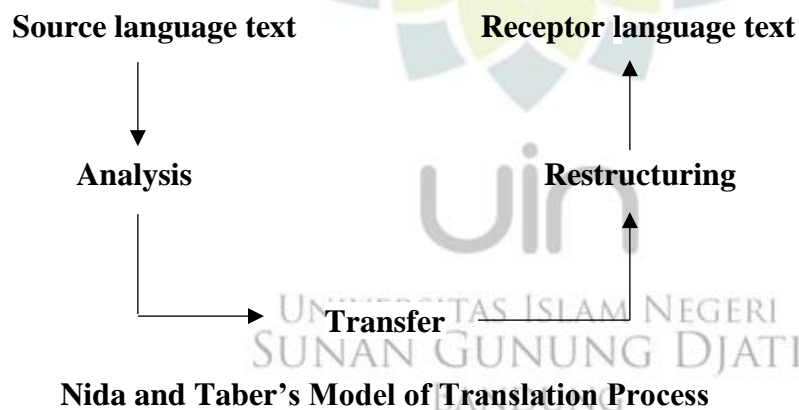 Source language text Receptor language text
Analysis Restructuring
uin
UNIVERSITAS ISLAM NEGERI
Transfer
SUNAN GUNUNG DJATI
Nida and Taber's Model of Translation Process
BANDUNG